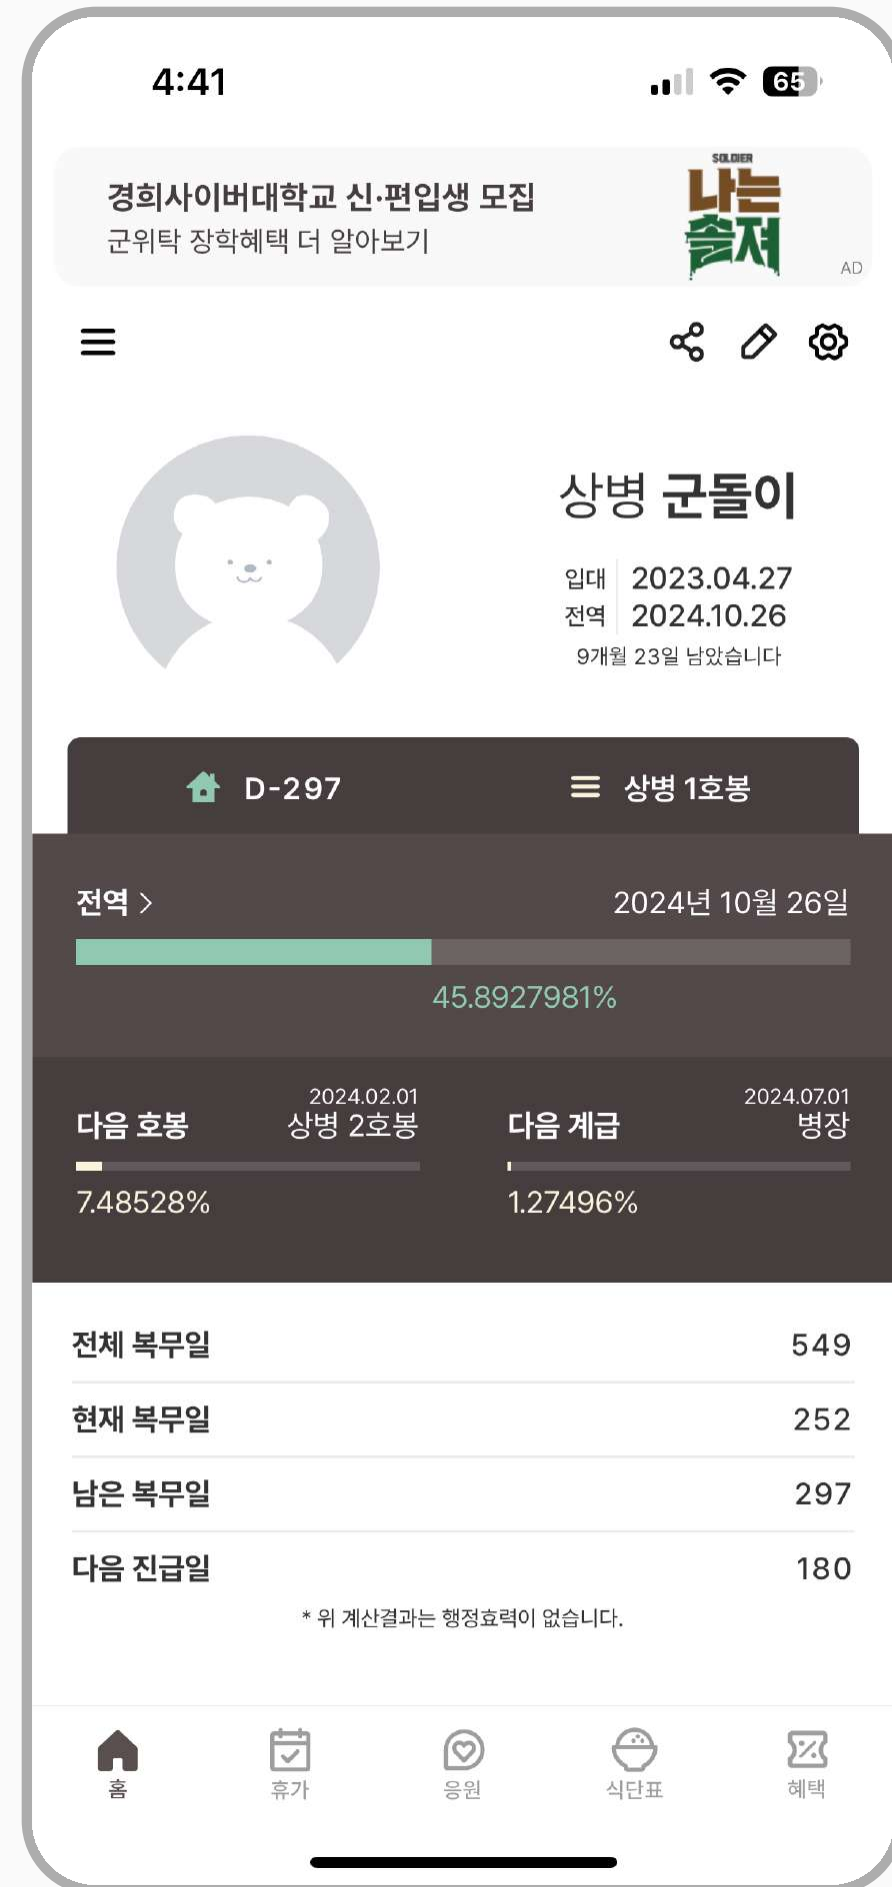 4:41
65
경희사이버대학교 신·편입생 모집
군위탁 장학혜택 더 알아보기
SOLDIER
나는
솔져
AD
상병 군돌이
입대 2023.04.27
전역 2024.10.26
9개월 23일 남았습니다
D-297
상병 1호봉
전역 >
2024년 10월 26일
45.8927981%
다음 호봉
2024.02.01
상병 2호봉
7.48528%
다음 계급
2024.07.01
병장
1.27496%
전체 복무일 549
현재 복무일 252
남은 복무일 297
다음 진급일 180
* 위 계산결과는 행정효력이 없습니다.
홈
휴가
응원
식단표
혜택